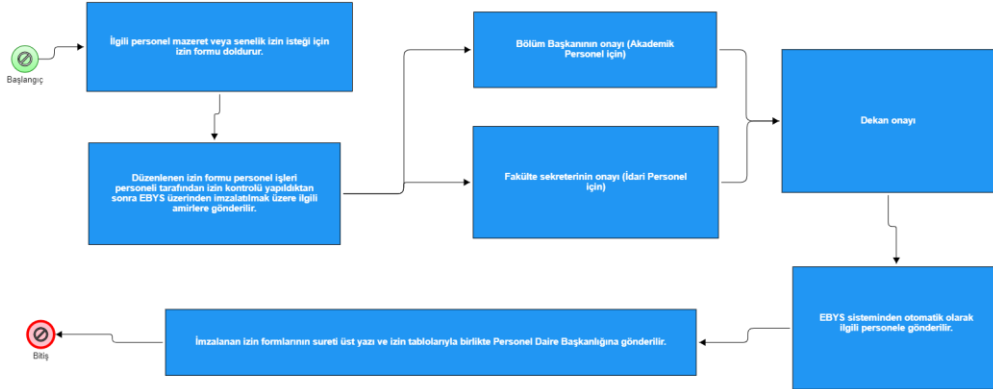 Başlangıç
İlgili personel mazeret veya senelik izin isteği için
izin formu doldurur.
Düzenlenen izin formu personel işleri
personeli tarafından izin kontrolü yapıldıktan
sonra EBYS üzerinden imzalatılmak üzere ilgili
amirlere gönderilir.
Bölüm Başkanının onayı (Akademik
Personel için)
Fakülte sekreterinin onayı (İdari Personel
için)
Dekan onayı
EBYS sisteminden otomatik olarak
ilgili personele gönderilir.
İmzalanan izin formlarının sureti üst yazı ve izin tablolarıyla birlikte Personel Daire Başkanlığına gönderilir.
Bitiş